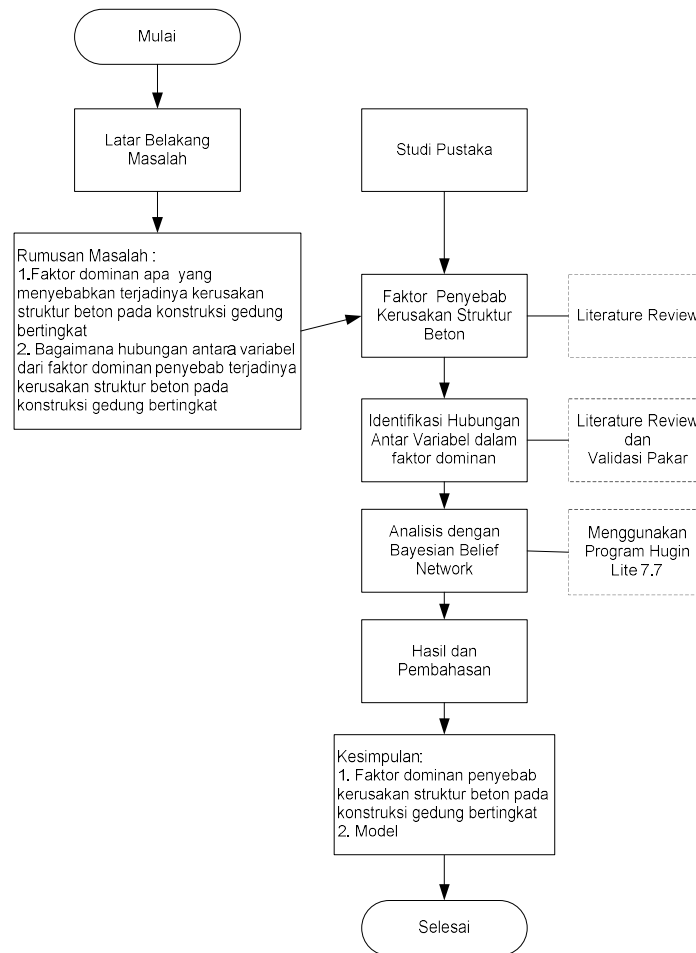 Mulai
Latar Belakang
Masalah
Studi Pustaka
Rumusan Masalah :
1.Faktor dominan apa yang
menyebabkan terjadinya kerusakan
struktur beton pada konstruksi gedung
bertingkat
2. Bagaimana hubungan antara variabel
dari faktor dominan penyebab terjadinya
kerusakan struktur beton pada
konstruksi gedung bertingkat
Faktor Penyebab
Kerusakan Struktur
Beton
Literature Review
Identifikasi Hubungan
Antar Variabel dalam
faktor dominan
Literature Review
dan
Validasi Pakar
Analisis dengan
Bayesian Belief
Network
Menggunakan
Program Hugin
Lite 7.7
Hasil dan
Pembahasan
Kesimpulan:
1. Faktor dominan penyebab
kerusakan struktur beton pada
konstruksi gedung bertingkat
2. Model
Selesai